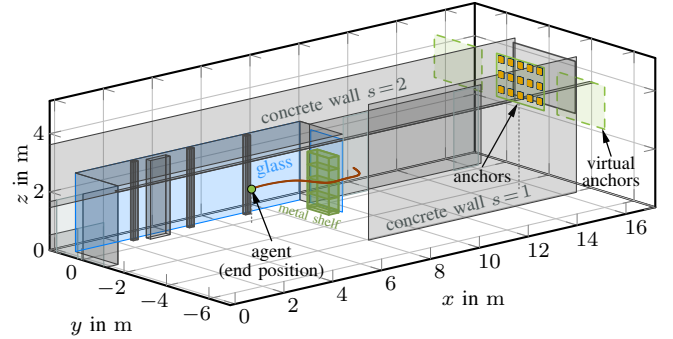 concrete wall s = 2
4
2
0
z in m
glass
metal shelf
anchors
virtual
anchors
concrete wall s = 1
agent
(end position)
0
−2
−4
−6
y in m
0
2
4
6
8
10
12
14
16
x in m